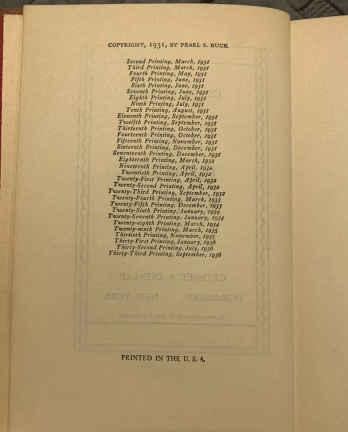 COPYRIGHT, 1931, BY PEARL S. BUCK
Second Printing, March, 1931
Third Printing, March, 1931
Fourth Printing, May, 1931
Fifth Printing, June, 1931
Sixth Printing, June, 1931
Seventh Printing, June, 1931
Eighth Printing, July, 1931
Ninth Printing, July, 1931
Tenth Printing, August, 1931
Eleventh Printing, September, 1931
Twelfth Printing, September, 1931
Thirteenth Printing, October, 1931
Fourteenth Printing, October, 1931
Fifteenth Printing, November, 1931
Sixteenth Printing, December, 1931
Seventeenth Printing, December, 1931
Eighteenth Printing, March, 1932
Nineteenth Printing, April, 1932
Twentieth Printing, April, 1932
Twenty-First Printing, April, 1932
Twenty-Second Printing, April, 1932
Twenty-Third Printing, September, 1932
Twenty-Fourth Printing, March, 1933
Twenty-Fifth Printing, December, 1933
Twenty-Sixth Printing, January, 1934
Twenty-Seventh Printing, January, 1934
Twenty-eighth Printing, March, 1934
Twenty-ninth Printing, March, 1935
Thirtieth Printing, November, 1935
Thirty-First Printing, January, 1936
Thirty-Second Printing, July, 1936
Thirty-Third Printing, September, 1936
PRINTED IN THE U. S. A.